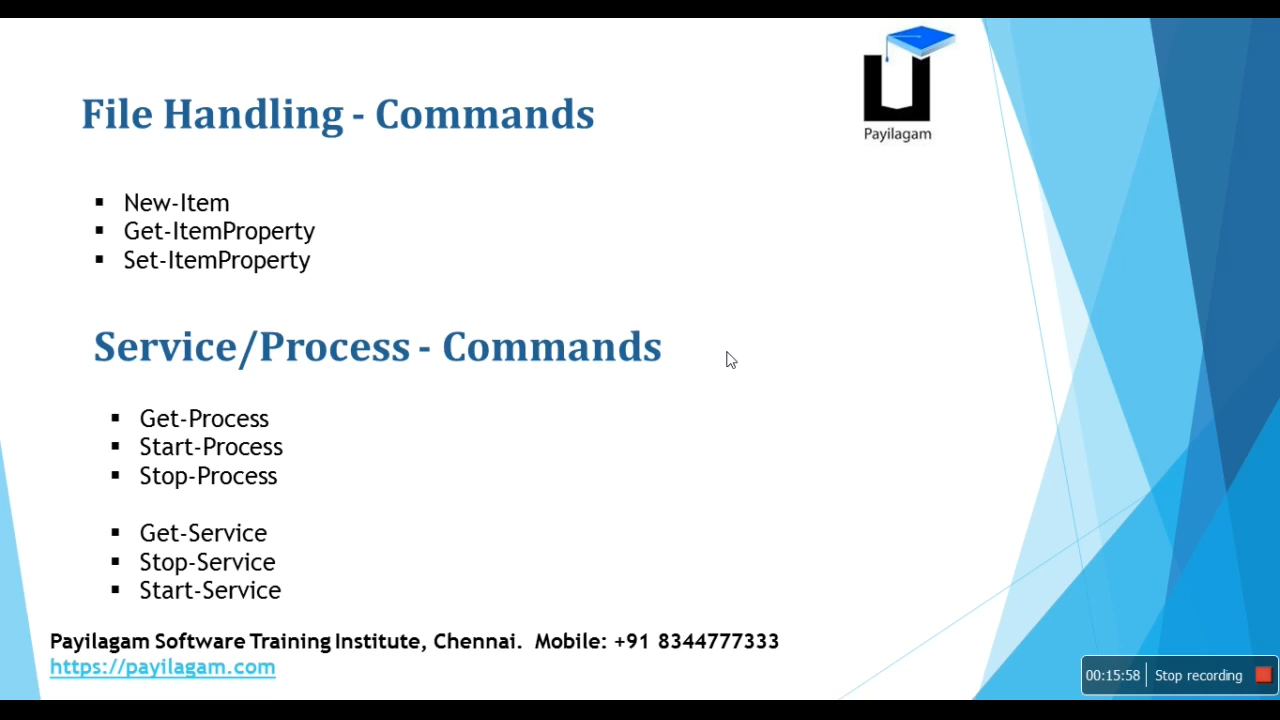 Payilagam
File Handling - Commands
▪ New-Item
▪ Get-ItemProperty
▪ Set-ItemProperty
Service/Process - Commands
▪ Get-Process
▪ Start-Process
▪ Stop-Process
▪ Get-Service
▪ Stop-Service
▪ Start-Service
Payilagam Software Training Institute, Chennai. Mobile: +91 8344777333
https://payilagam.com
00:15:58 Stop recording